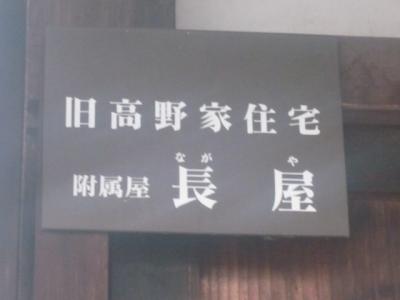 旧高野家住宅
附属屋 長屋
なが や